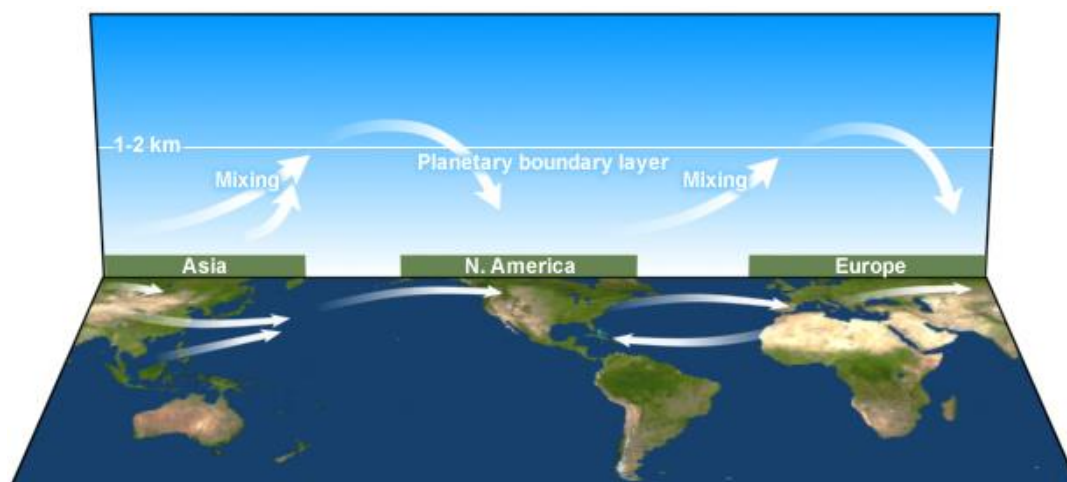 1-2 km
Planetary boundary layer
Mixing
Mixing
Asia
N. America
Europe